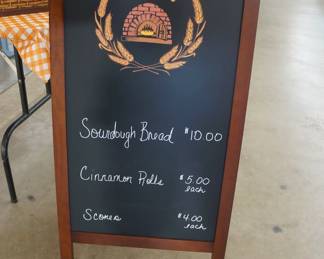 Sourdough Bread $10.00
Cinnamon Rolls $5.00
each
Scones $4.00
each